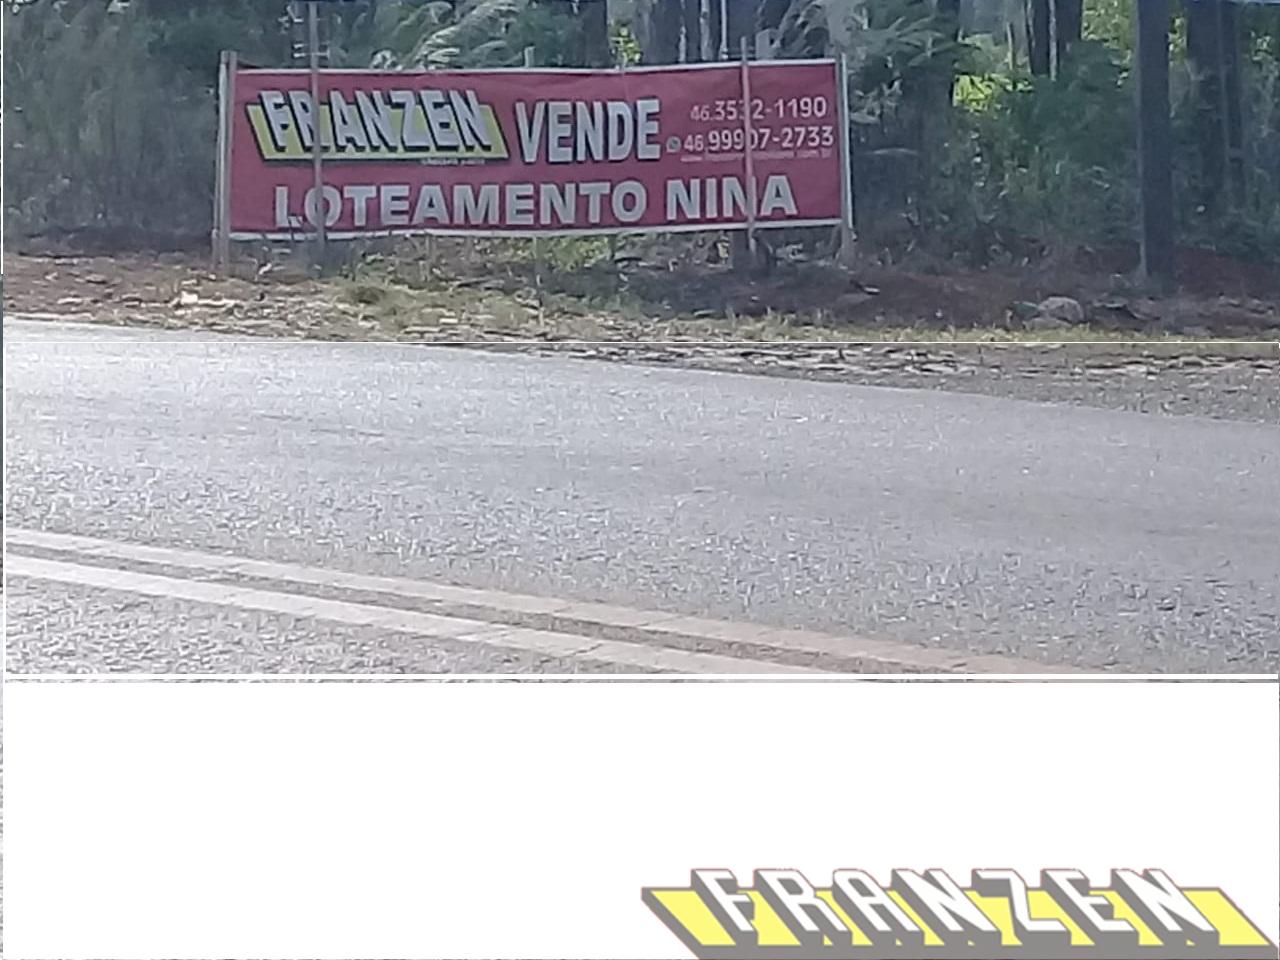 FRANZEN VENDE
46.3532-1190
46.99907-2733
LOTEAMENTO NINA
FRANZEN